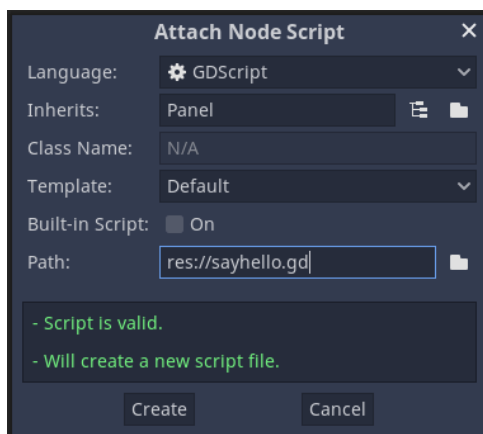 Attach Node Script
Language: GDScript
Inherits: Panel
Class Name: N/A
Template: Default
Built-in Script: On
Path: res://sayhello.gd
- Script is valid.
- Will create a new script file.
Create Cancel